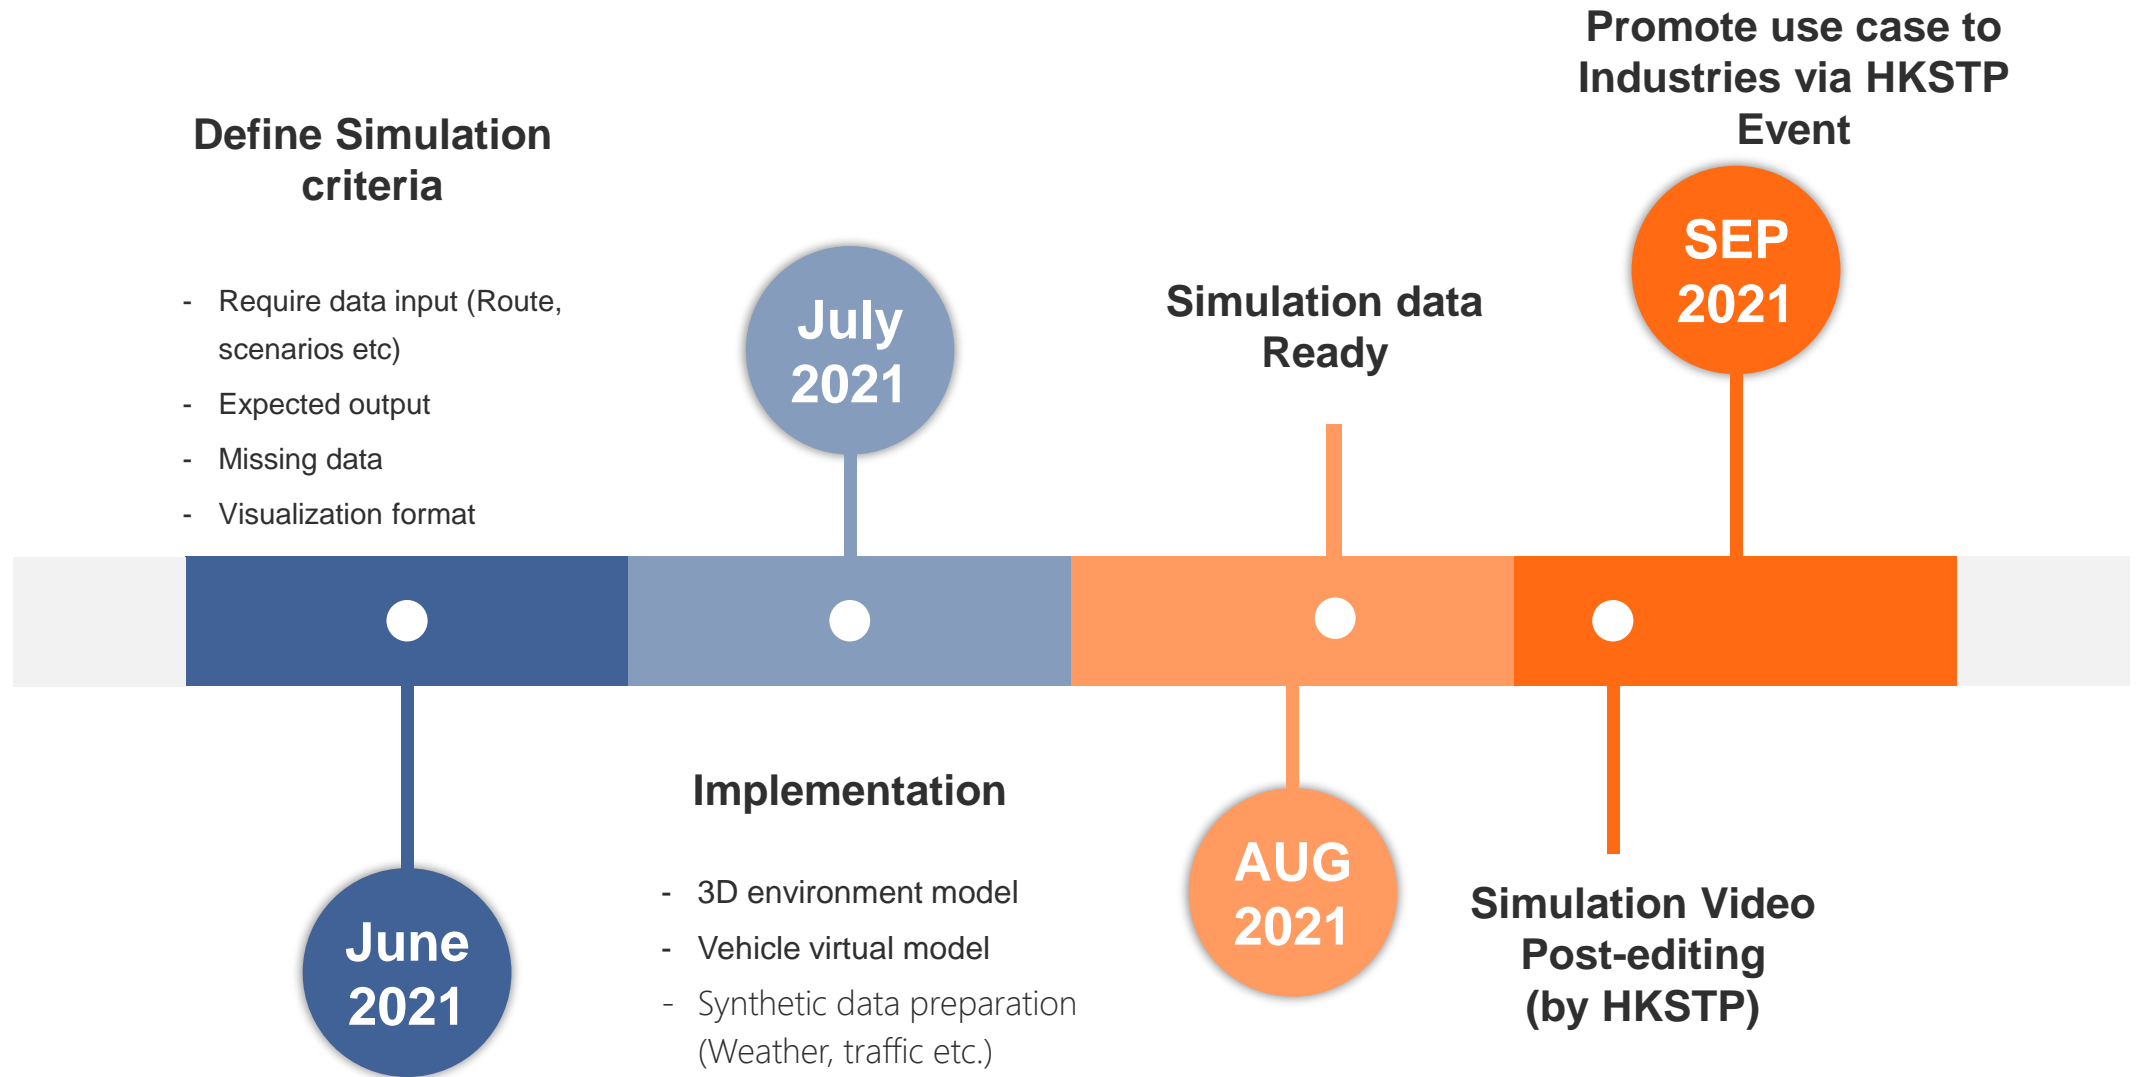 Define Simulation
criteria
- Require data input (Route,
scenarios etc)
- Expected output
- Missing data
- Visualization format
June
2021
July
2021
Implementation
- 3D environment model
- Vehicle virtual model
- Synthetic data preparation
(Weather, traffic etc.)
Simulation data
Ready
AUG
2021
Promote use case to
Industries via HKSTP
Event
SEP
2021
Simulation Video
Post-editing
(by HKSTP)